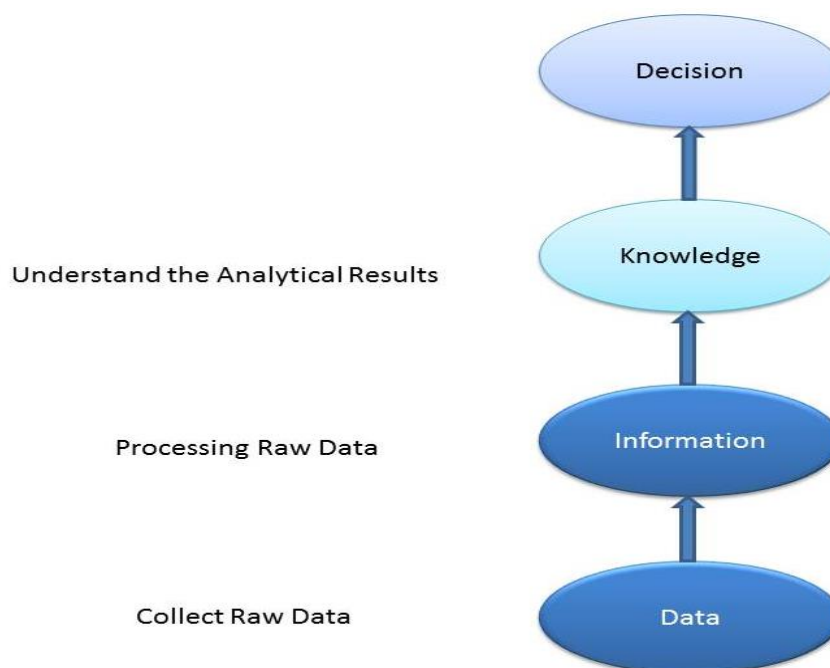 Decision
Understand the Analytical Results
Knowledge
Processing Raw Data
Information
Collect Raw Data
Data